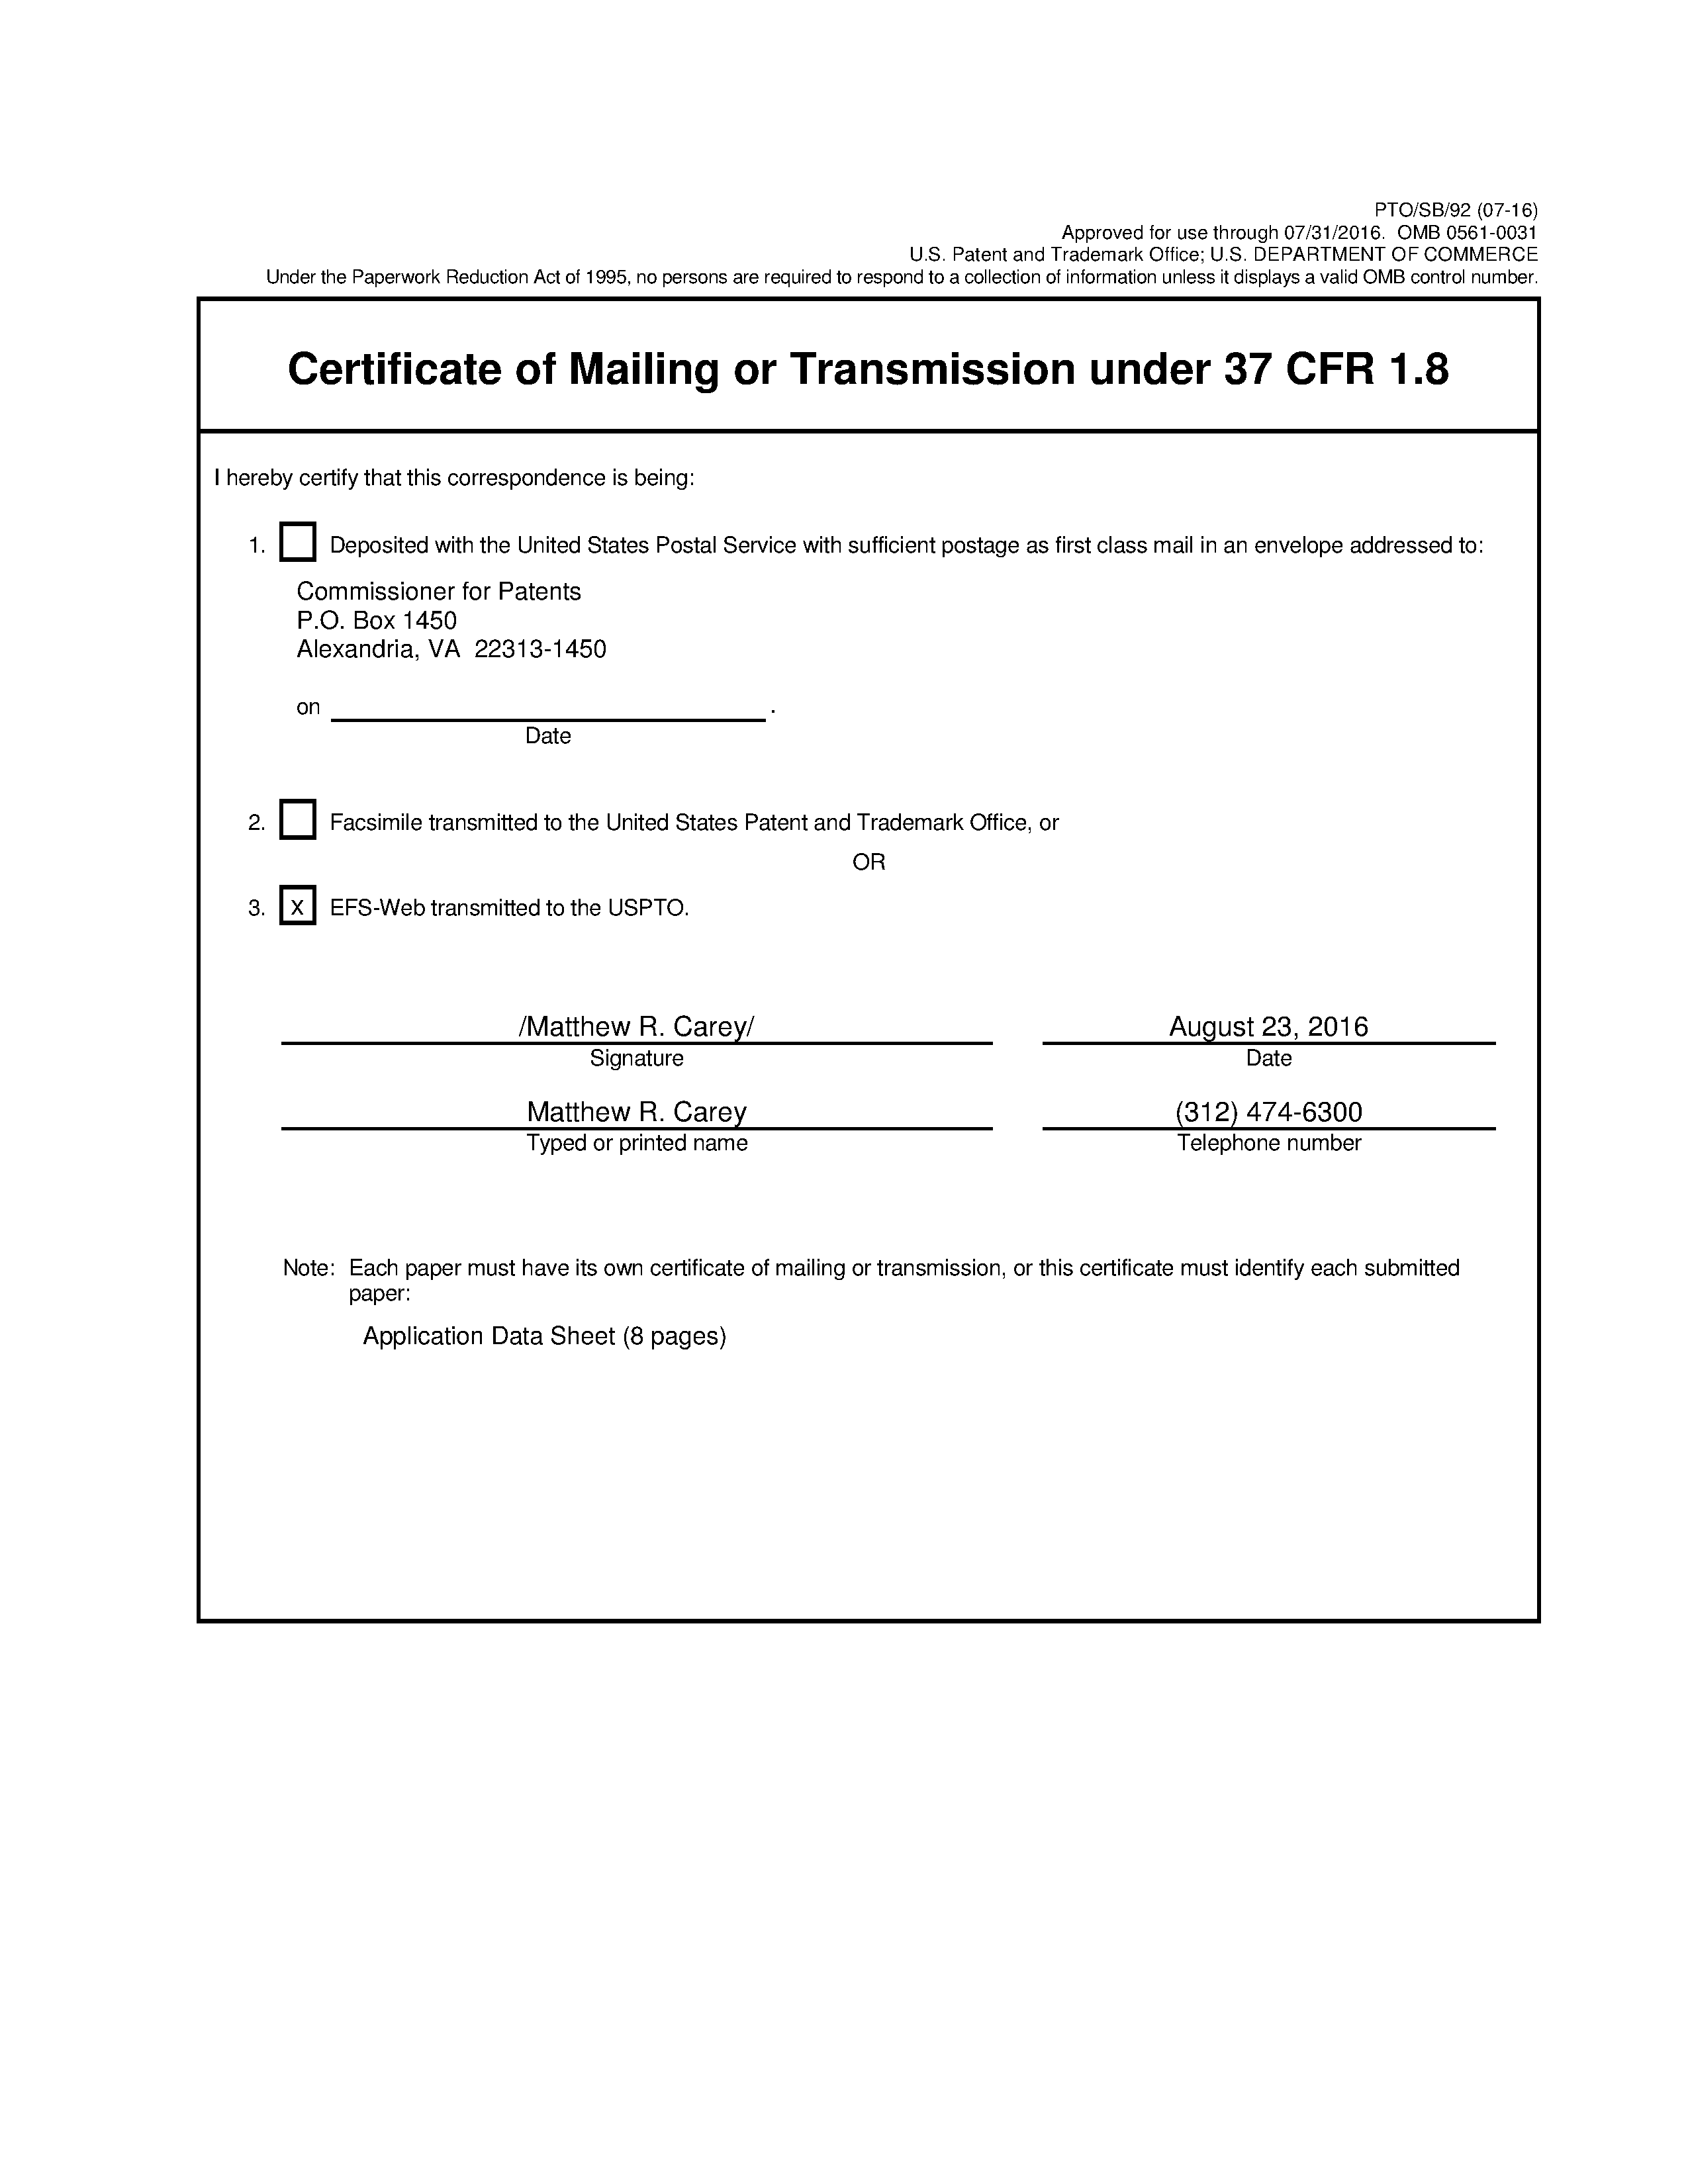 PTO/SB/92 (07-16)
Approved for use through 07/31/2016. OMB 0561-0031
U.S. Patent and Trademark Office; U.S. DEPARTMENT OF COMMERCE
Under the Paperwork Reduction Act of 1995, no persons are required to respond to a collection of information unless it displays a valid OMB control number.
Certificate of Mailing or Transmission under 37 CFR 1.8
I hereby certify that this correspondence is being:
1. Deposited with the United States Postal Service with sufficient postage as first class mail in an envelope addressed to:
Commissioner for Patents
P.O. Box 1450
Alexandria, VA 22313-1450
on .
Date
2. Facsimile transmitted to the United States Patent and Trademark Office, or
OR
3. X EFS-Web transmitted to the USPTO.
/Matthew R. Carey/ August 23, 2016
Signature Date
Matthew R. Carey (312) 474-6300
Typed or printed name Telephone number
Note: Each paper must have its own certificate of mailing or transmission, or this certificate must identify each submitted
paper:
Application Data Sheet (8 pages)